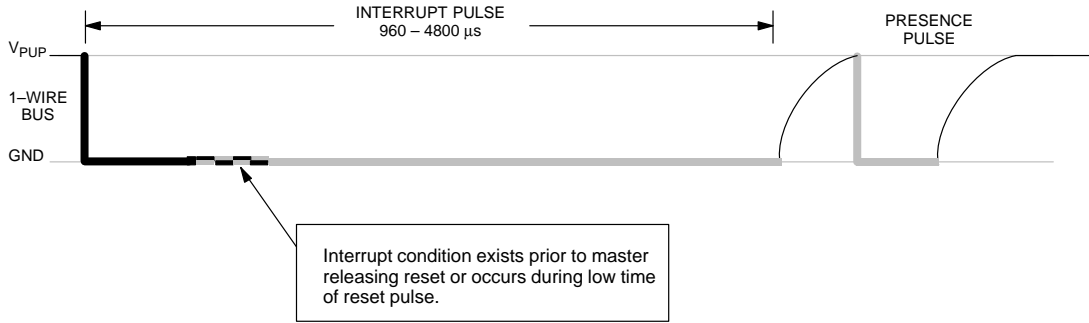 INTERRUPT PULSE
960 – 4800 µs
PRESENCE
PULSE
VPUP
1–WIRE
BUS
GND
Interrupt condition exists prior to master
releasing reset or occurs during low time
of reset pulse.